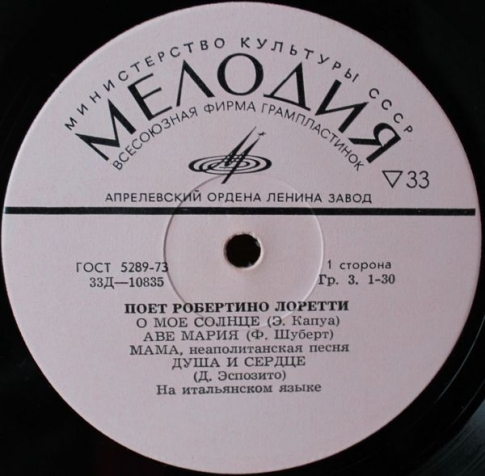 МИНИСТЕРСТВО КУЛЬТУРЫ СССР
МЕЛОДИЯ
ВСЕСОЮЗНАЯ ФИРМА ГРАМПЛАСТИНОК
▽33
АПРЕЛЕВСКИЙ ОРДЕНА ЛЕНИНА ЗАВОД
ГОСТ 5289-73
33Д—10835
1 сторона
Гр. 3. 1-30
ПОЕТ РОБЕРТИНО ЛОРЕТТИ
О МОЕ СОЛНЦЕ (Э. Капуа)
АВЕ МАРИЯ (Ф. Шуберт)
МАМА, неаполитанская песня
ДУША И СЕРДЦЕ
(Д. Эспозито)
На итальянском языке